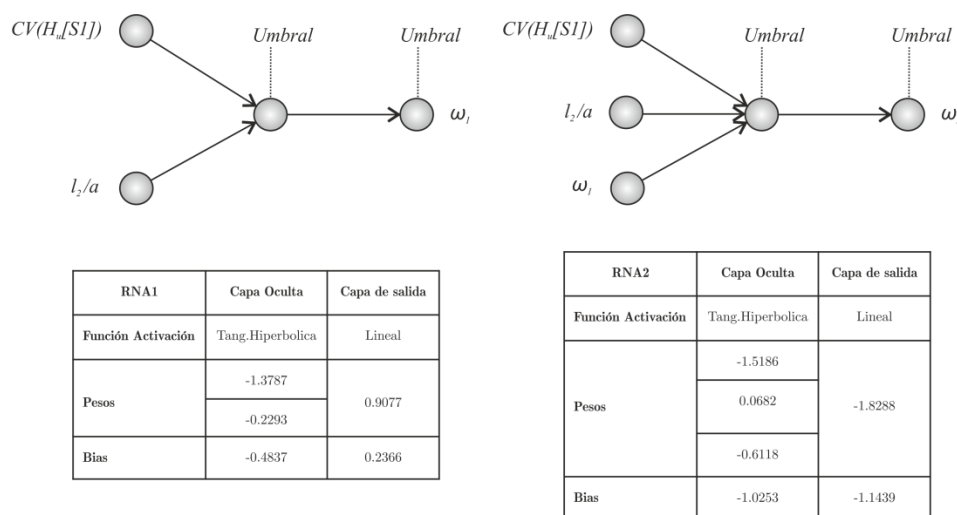 CV(H_u[S1])
Umbral
Umbral
l_2/a
ω_l
RNA1 Capa Oculta Capa de salida
Función Activación Tang.Hiperbolica Lineal
Pesos -1.3787 0.9077
-0.2293
Bias -0.4837 0.2366
CV(H_u[S1])
Umbral
Umbral
l_2/a
ω_l
ω
RNA2 Capa Oculta Capa de salida
Función Activación Tang.Hiperbolica Lineal
Pesos -1.5186 -1.8288
0.0682
-0.6118
Bias -1.0253 -1.1439